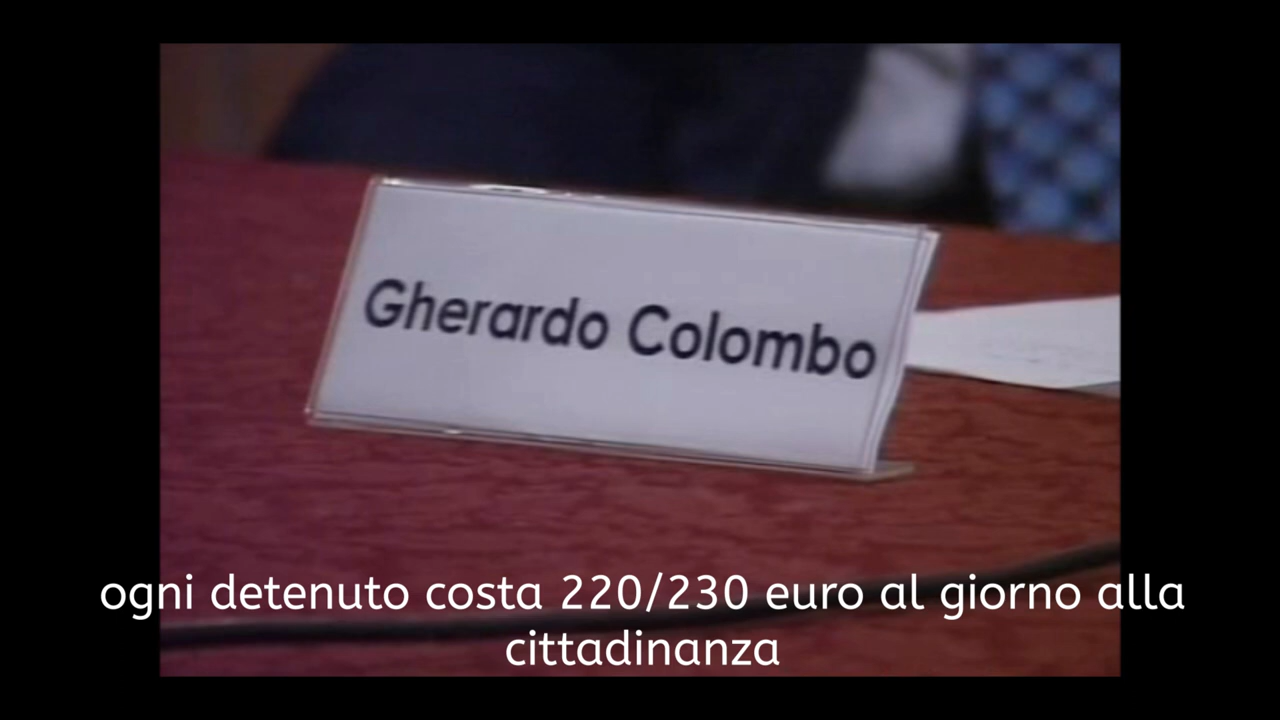 Gherardo Colombo
ogni detenuto costa 220/230 euro al giorno alla
cittadinanza